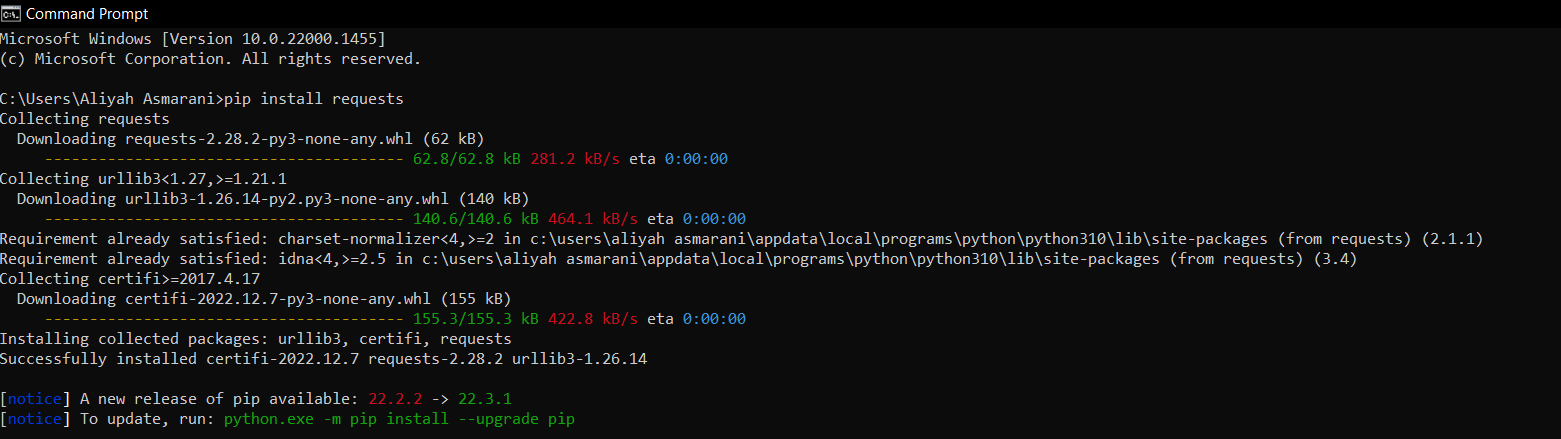 Command Prompt
Microsoft Windows [Version 10.0.22000.1455]
(c) Microsoft Corporation. All rights reserved.
C:\Users\Aliyah Asmarani>pip install requests
Collecting requests
  Downloading requests-2.28.2-py3-none-any.whl (62 kB)
     ---------------------------------------- 62.8/62.8 kB 281.2 kB/s eta 0:00:00
Collecting urllib3<1.27,>=1.21.1
  Downloading urllib3-1.26.14-py2.py3-none-any.whl (140 kB)
     ---------------------------------------- 140.6/140.6 kB 464.1 kB/s eta 0:00:00
Requirement already satisfied: charset-normalizer<4,>=2 in c:\users\aliyah asmarani\appdata\local\programs\python\python310\lib\site-packages (from requests) (2.1.1)
Requirement already satisfied: idna<4,>=2.5 in c:\users\aliyah asmarani\appdata\local\programs\python\python310\lib\site-packages (from requests) (3.4)
Collecting certifi>=2017.4.17
  Downloading certifi-2022.12.7-py3-none-any.whl (155 kB)
     ---------------------------------------- 155.3/155.3 kB 422.8 kB/s eta 0:00:00
Installing collected packages: urllib3, certifi, requests
Successfully installed certifi-2022.12.7 requests-2.28.2 urllib3-1.26.14
[notice] A new release of pip available: 22.2.2 -> 22.3.1
[notice] To update, run: python.exe -m pip install --upgrade pip